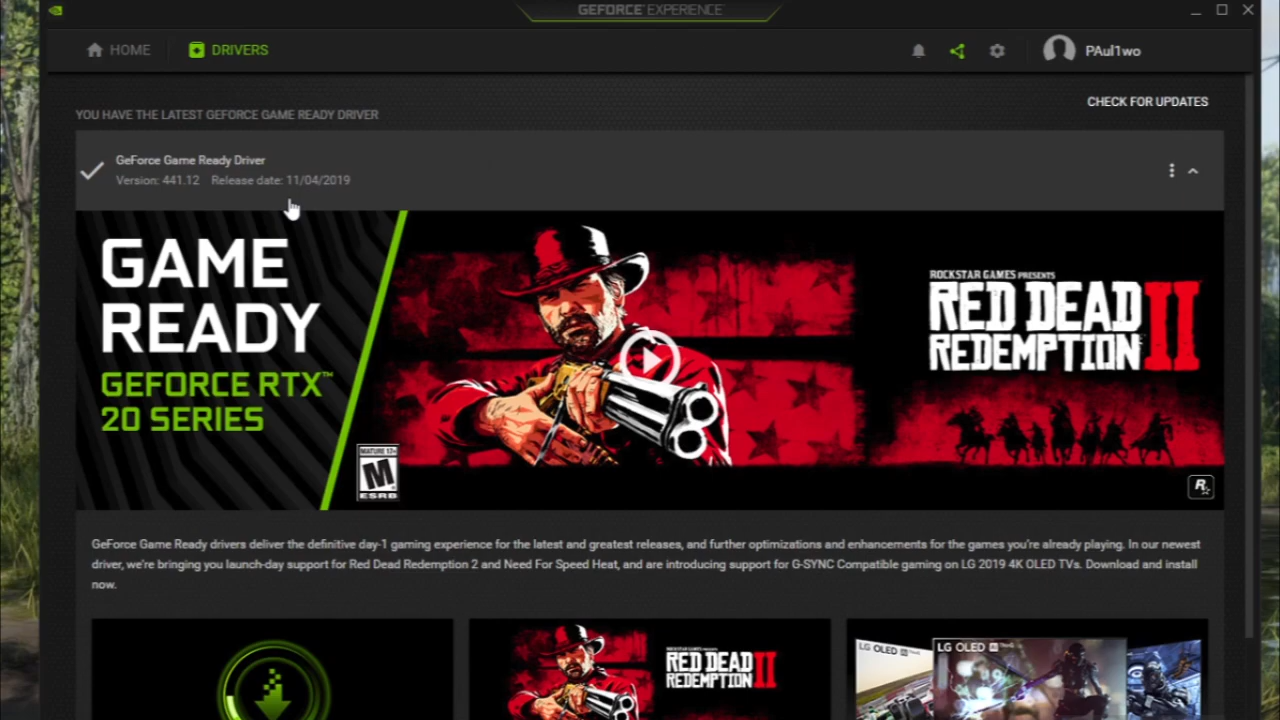 GEFORCE EXPERIENCE
HOME
DRIVERS
PAul1wo
CHECK FOR UPDATES
YOU HAVE THE LATEST GEFORCE GAME READY DRIVER
GeForce Game Ready Driver
Version: 441.12 Release date: 11/04/2019
GAME
READY
GEFORCE RTX™
20 SERIES
MATURE 17+
M
ESRB
ROCKSTAR GAMES PRESENTS
RED DEAD
REDEMPTION II
R
GeForce Game Ready drivers deliver the definitive day-1 gaming experience for the latest and greatest releases, and further optimizations and enhancements for the games you're already playing. In our newest
driver, we're bringing you launch-day support for Red Dead Redemption 2 and Need For Speed Heat, and are introducing support for G-SYNC Compatible gaming on LG 2019 4K OLED TVs. Download and install
now.
RED DEAD
REDEMPTION II
LG OLED
LG OLED